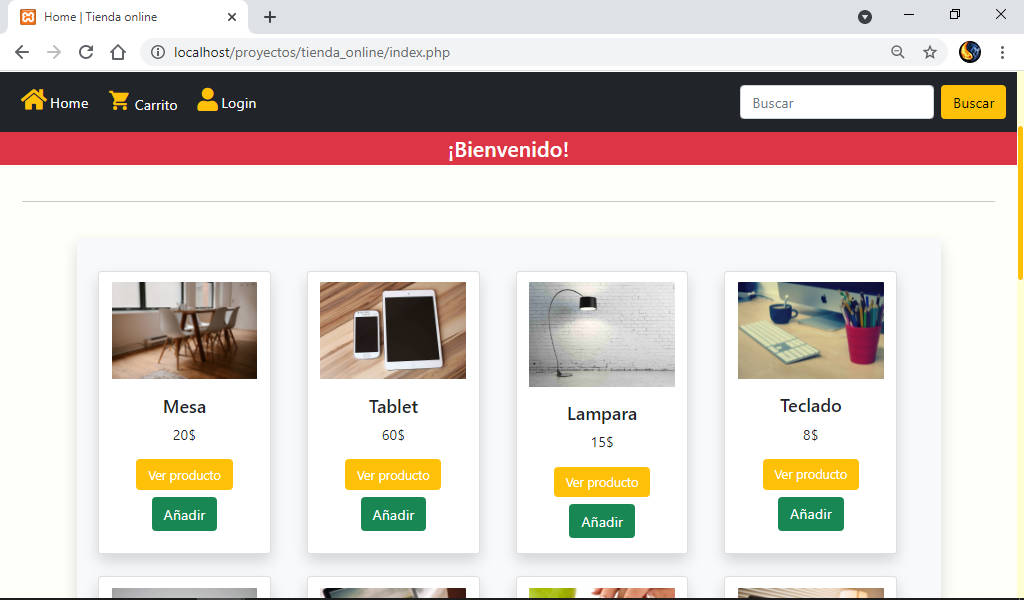 Home | Tienda online
localhost/proyectos/tienda_online/index.php
Home Carrito Login Buscar Buscar
¡Bienvenido!
Mesa Tablet Lampara Teclado
20$ 60$ 15$ 8$
Ver producto Ver producto Ver producto Ver producto
Añadir Añadir Añadir Añadir